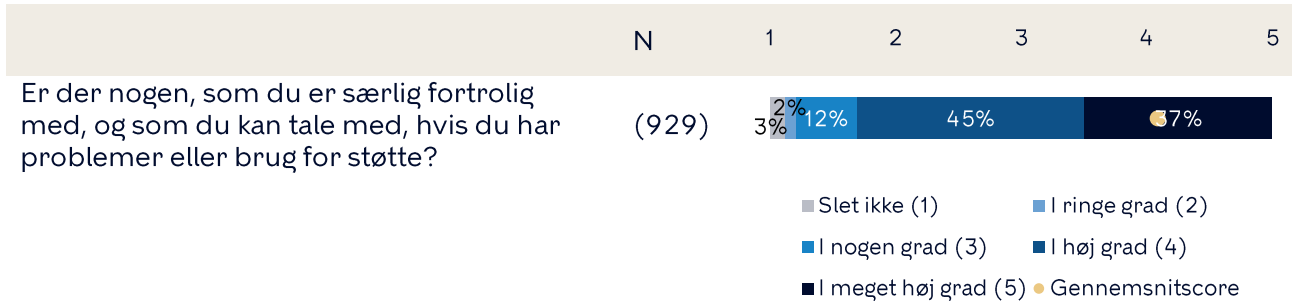 N 1 2 3 4 5
Er der nogen, som du er særlig fortrolig
med, og som du kan tale med, hvis du har
problemer eller brug for støtte?
(929)
3% 2% 12% 45% 37%
Slet ikke (1) I ringe grad (2)
I nogen grad (3) I høj grad (4)
I meget høj grad (5) Gennemsnitscore